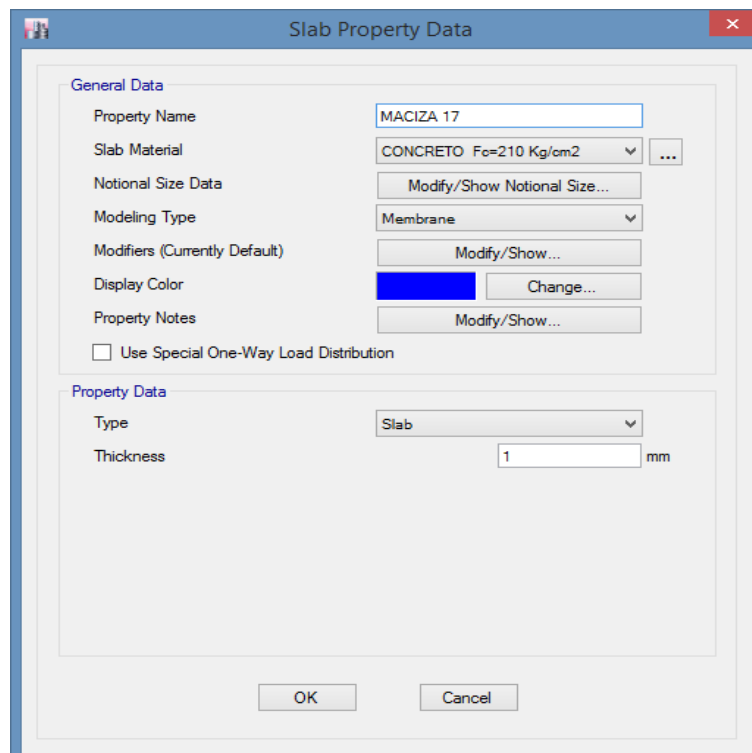 Slab Property Data
General Data
Property Name MACIZA 17
Slab Material CONCRETO Fc=210 Kg/cm2 ...
Notional Size Data Modify/Show Notional Size...
Modeling Type Membrane
Modifiers (Currently Default) Modify/Show...
Display Color Change...
Property Notes Modify/Show...
Use Special One-Way Load Distribution
Property Data
Type Slab
Thickness 1 mm
OK Cancel